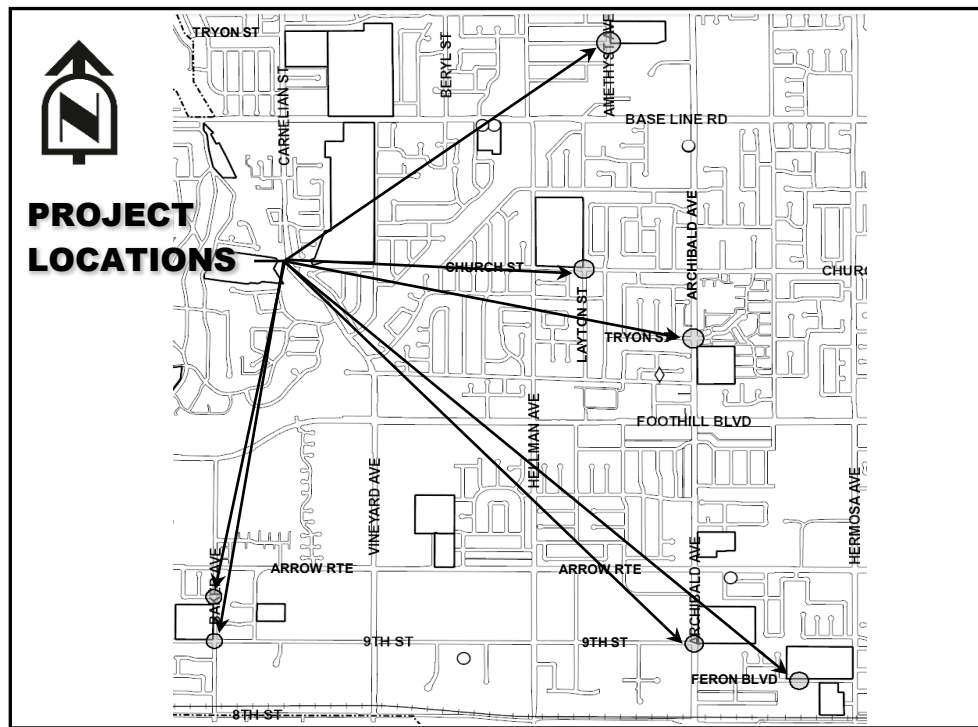 TRYON ST
CARNELIAN ST
BERYL ST
AMETHYST AVE
BASE LINE RD
N
PROJECT
LOCATIONS
ARCHIBALD AVE
CHURCH ST
CHURC
LAYTON ST
TRYON ST
FOOTHILL BLVD
HELLMAN AVE
VINEYARD AVE
HERMOSA AVE
ARROW RTE
ARROW RTE
ARCHIBALD AVE
AVE
9TH ST
9TH ST
FERON BLVD
8TH ST